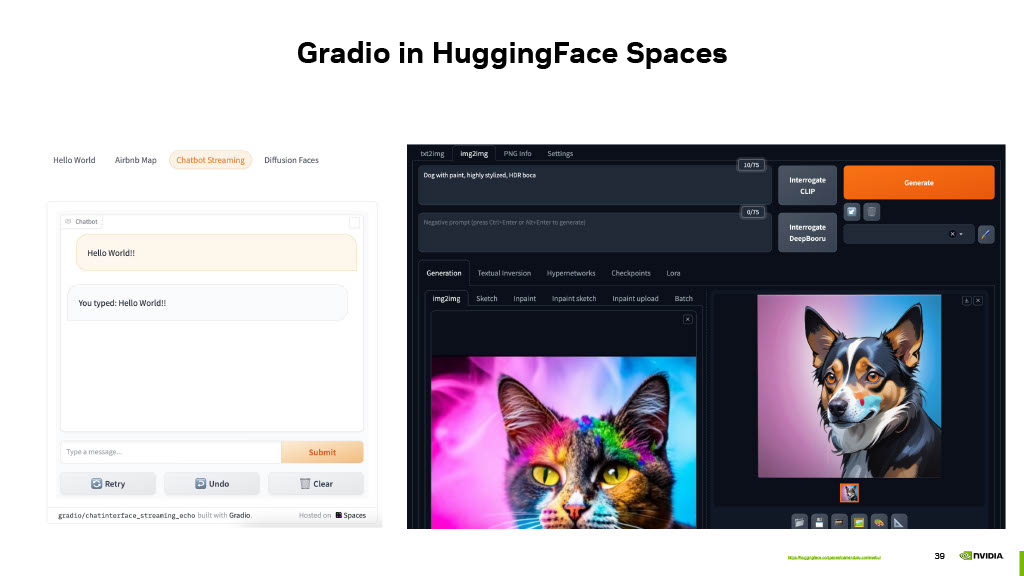 Gradio in HuggingFace Spaces
Hello World Airbnb Map Chatbot Streaming Diffusion Faces
Chatbot
Hello World!!
You typed: Hello World!!
Type a message...
Submit
Retry Undo Clear
gradio/chatinterface_streaming_echo built with Gradio. Hosted on Spaces
txt2img img2img PNG Info Settings
10/75
Dog with paint, highly stylized, HDR boca
Interrogate
CLIP
Generate
0/75
Negative prompt (press Ctrl+Enter or Alt+Enter to generate)
Interrogate
DeepBooru
Generation Textual Inversion Hypernetworks Checkpoints Lora
img2img Sketch Inpaint Inpaint sketch Inpaint upload Batch
39
NVIDIA